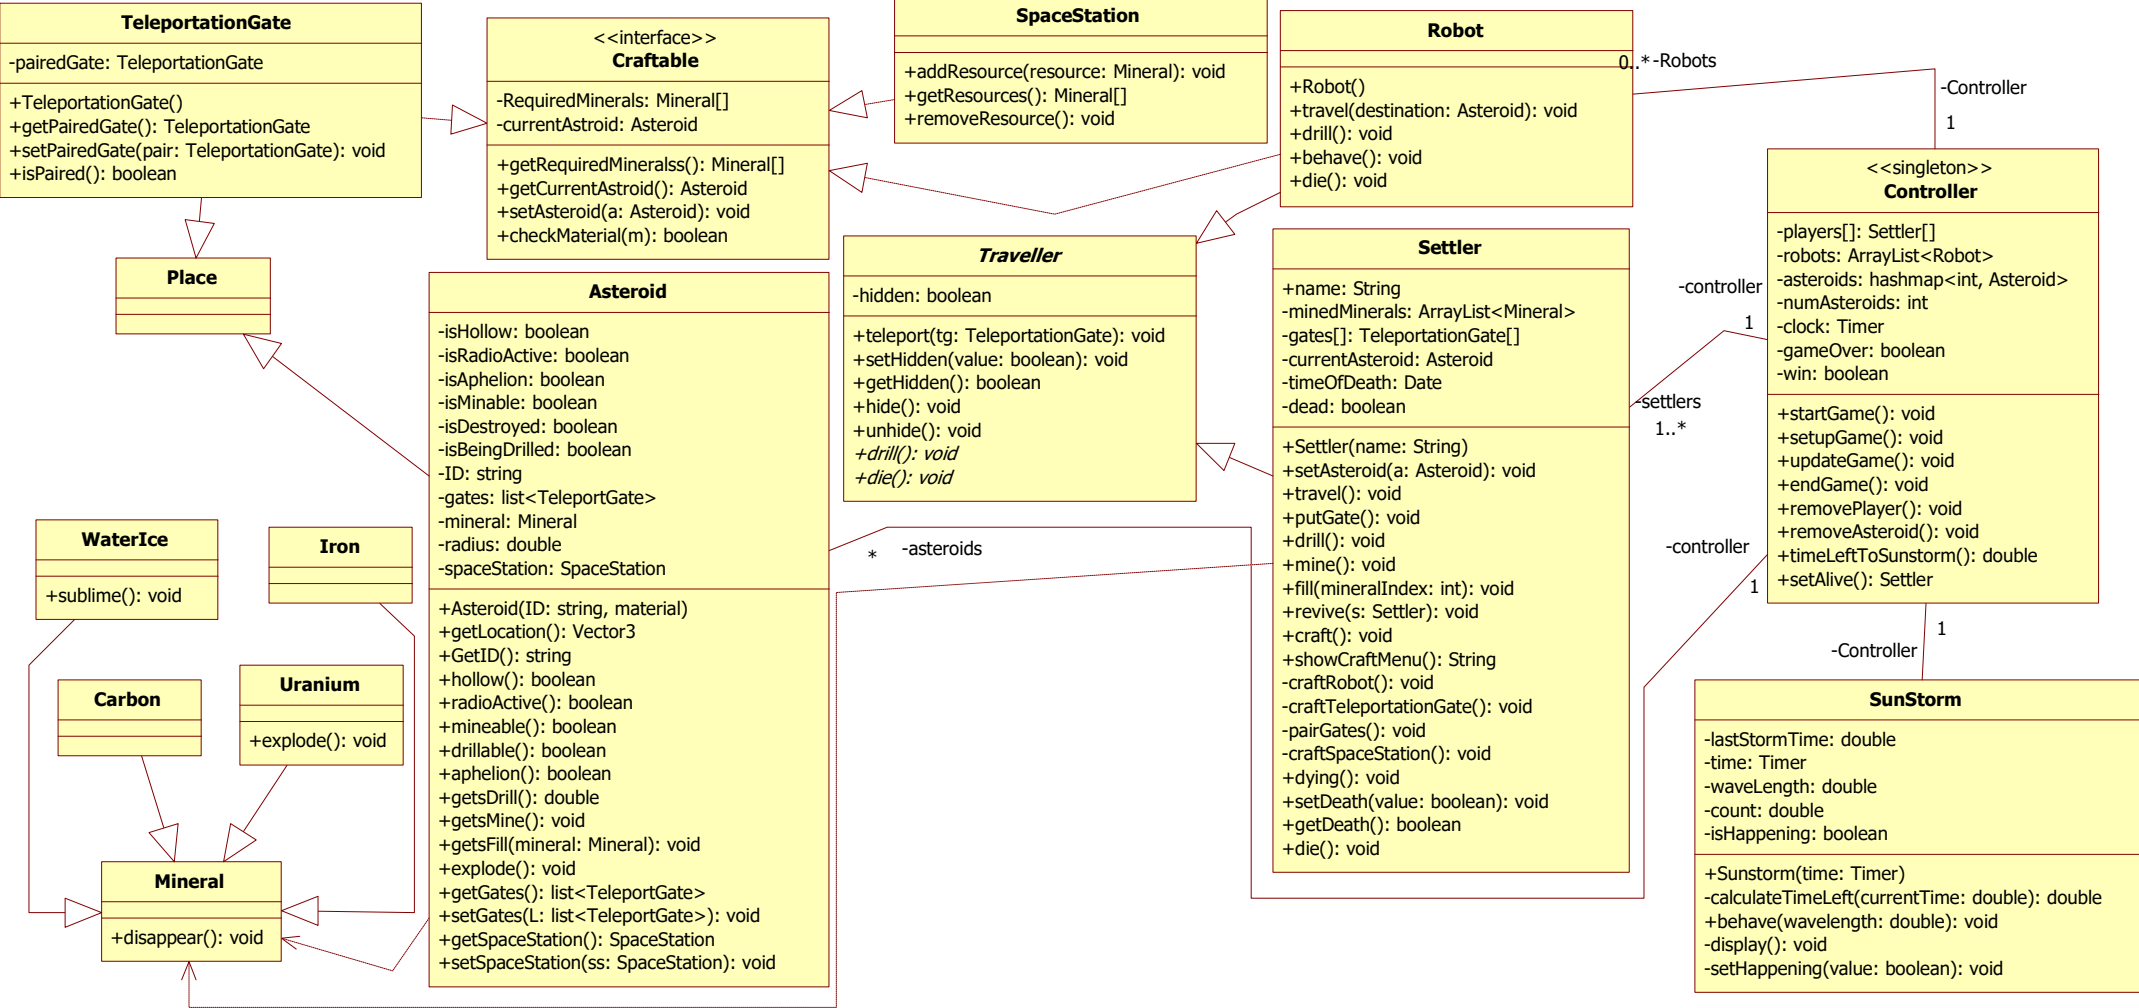 TeleportationGate
-pairedGate: TeleportationGate
+TeleportationGate()
+getPairedGate(): TeleportationGate
+setPairedGate(pair: TeleportationGate): void
+isPaired(): boolean
<<interface>>
Craftable
-RequiredMinerals: Mineral[]
-currentAstroid: Asteroid
+getRequiredMineralss(): Mineral[]
+getCurrentAstroid(): Asteroid
+setAsteroid(a: Asteroid): void
+checkMaterial(m): boolean
SpaceStation
+addResource(resource: Mineral): void
+getResources(): Mineral[]
+removeResource(): void
Robot
+Robot()
+travel(destination: Asteroid): void
+drill(): void
+behave(): void
+die(): void
0..*
-Robots
-Controller
1
<<singleton>>
Controller
-players[]: Settler[]
-robots: ArrayList<Robot>
-asteroids: hashmap<int, Asteroid>
-numAsteroids: int
-clock: Timer
-gameOver: boolean
-win: boolean
+startGame(): void
+setupGame(): void
+updateGame(): void
+endGame(): void
+removePlayer(): void
+removeAsteroid(): void
+timeLeftToSunstorm(): double
+setAlive(): Settler
Place
Asteroid
-isHollow: boolean
-isRadioActive: boolean
-isAphelion: boolean
-isMinable: boolean
-isDestroyed: boolean
-isBeingDrilled: boolean
-ID: string
-gates: list<TeleportGate>
-mineral: Mineral
-radius: double
-spaceStation: SpaceStation
+Asteroid(ID: string, material)
+getLocation(): Vector3
+GetID(): string
+hollow(): boolean
+radioActive(): boolean
+mineable(): boolean
+drillable(): boolean
+aphelion(): boolean
+getsDrill(): double
+getsMine(): void
+getsFill(mineral: Mineral): void
+explode(): void
+getGates(): list<TeleportGate>
+setGates(L: list<TeleportGate>): void
+getSpaceStation(): SpaceStation
+setSpaceStation(ss: SpaceStation): void
Traveller
-hidden: boolean
+teleport(tg: TeleportationGate): void
+setHidden(value: boolean): void
+getHidden(): boolean
+hide(): void
+unhide(): void
+drill(): void
+die(): void
Settler
+name: String
-minedMinerals: ArrayList<Mineral>
-gates[]: TeleportationGate[]
-currentAsteroid: Asteroid
-timeOfDeath: Date
-dead: boolean
+Settler(name: String)
+setAsteroid(a: Asteroid): void
+travel(): void
+putGate(): void
+drill(): void
+mine(): void
+fill(mineralIndex: int): void
+revive(s: Settler): void
+craft(): void
+showCraftMenu(): String
-craftRobot(): void
-craftTeleportationGate(): void
-pairGates(): void
-craftSpaceStation(): void
+dying(): void
+setDeath(value: boolean): void
+getDeath(): boolean
+die(): void
-controller
1
-settlers
1..*
*
-asteroids
-controller
1
1
-Controller
WaterIce
+sublime(): void
Iron
Carbon
Uranium
+explode(): void
Mineral
+disappear(): void
SunStorm
-lastStormTime: double
-time: Timer
-waveLength: double
-count: double
-isHappening: boolean
+Sunstorm(time: Timer)
-calculateTimeLeft(currentTime: double): double
+behave(wavelength: double): void
-display(): void
-setHappening(value: boolean): void